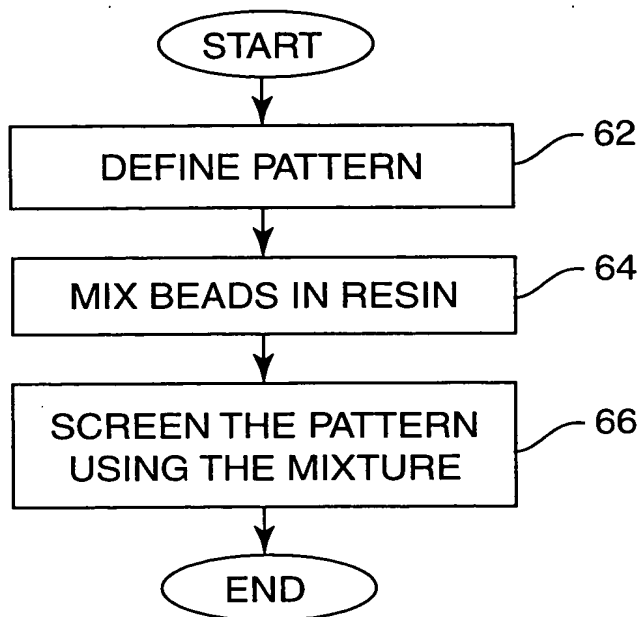 START
DEFINE PATTERN
62
MIX BEADS IN RESIN
64
SCREEN THE PATTERN
USING THE MIXTURE
66
END